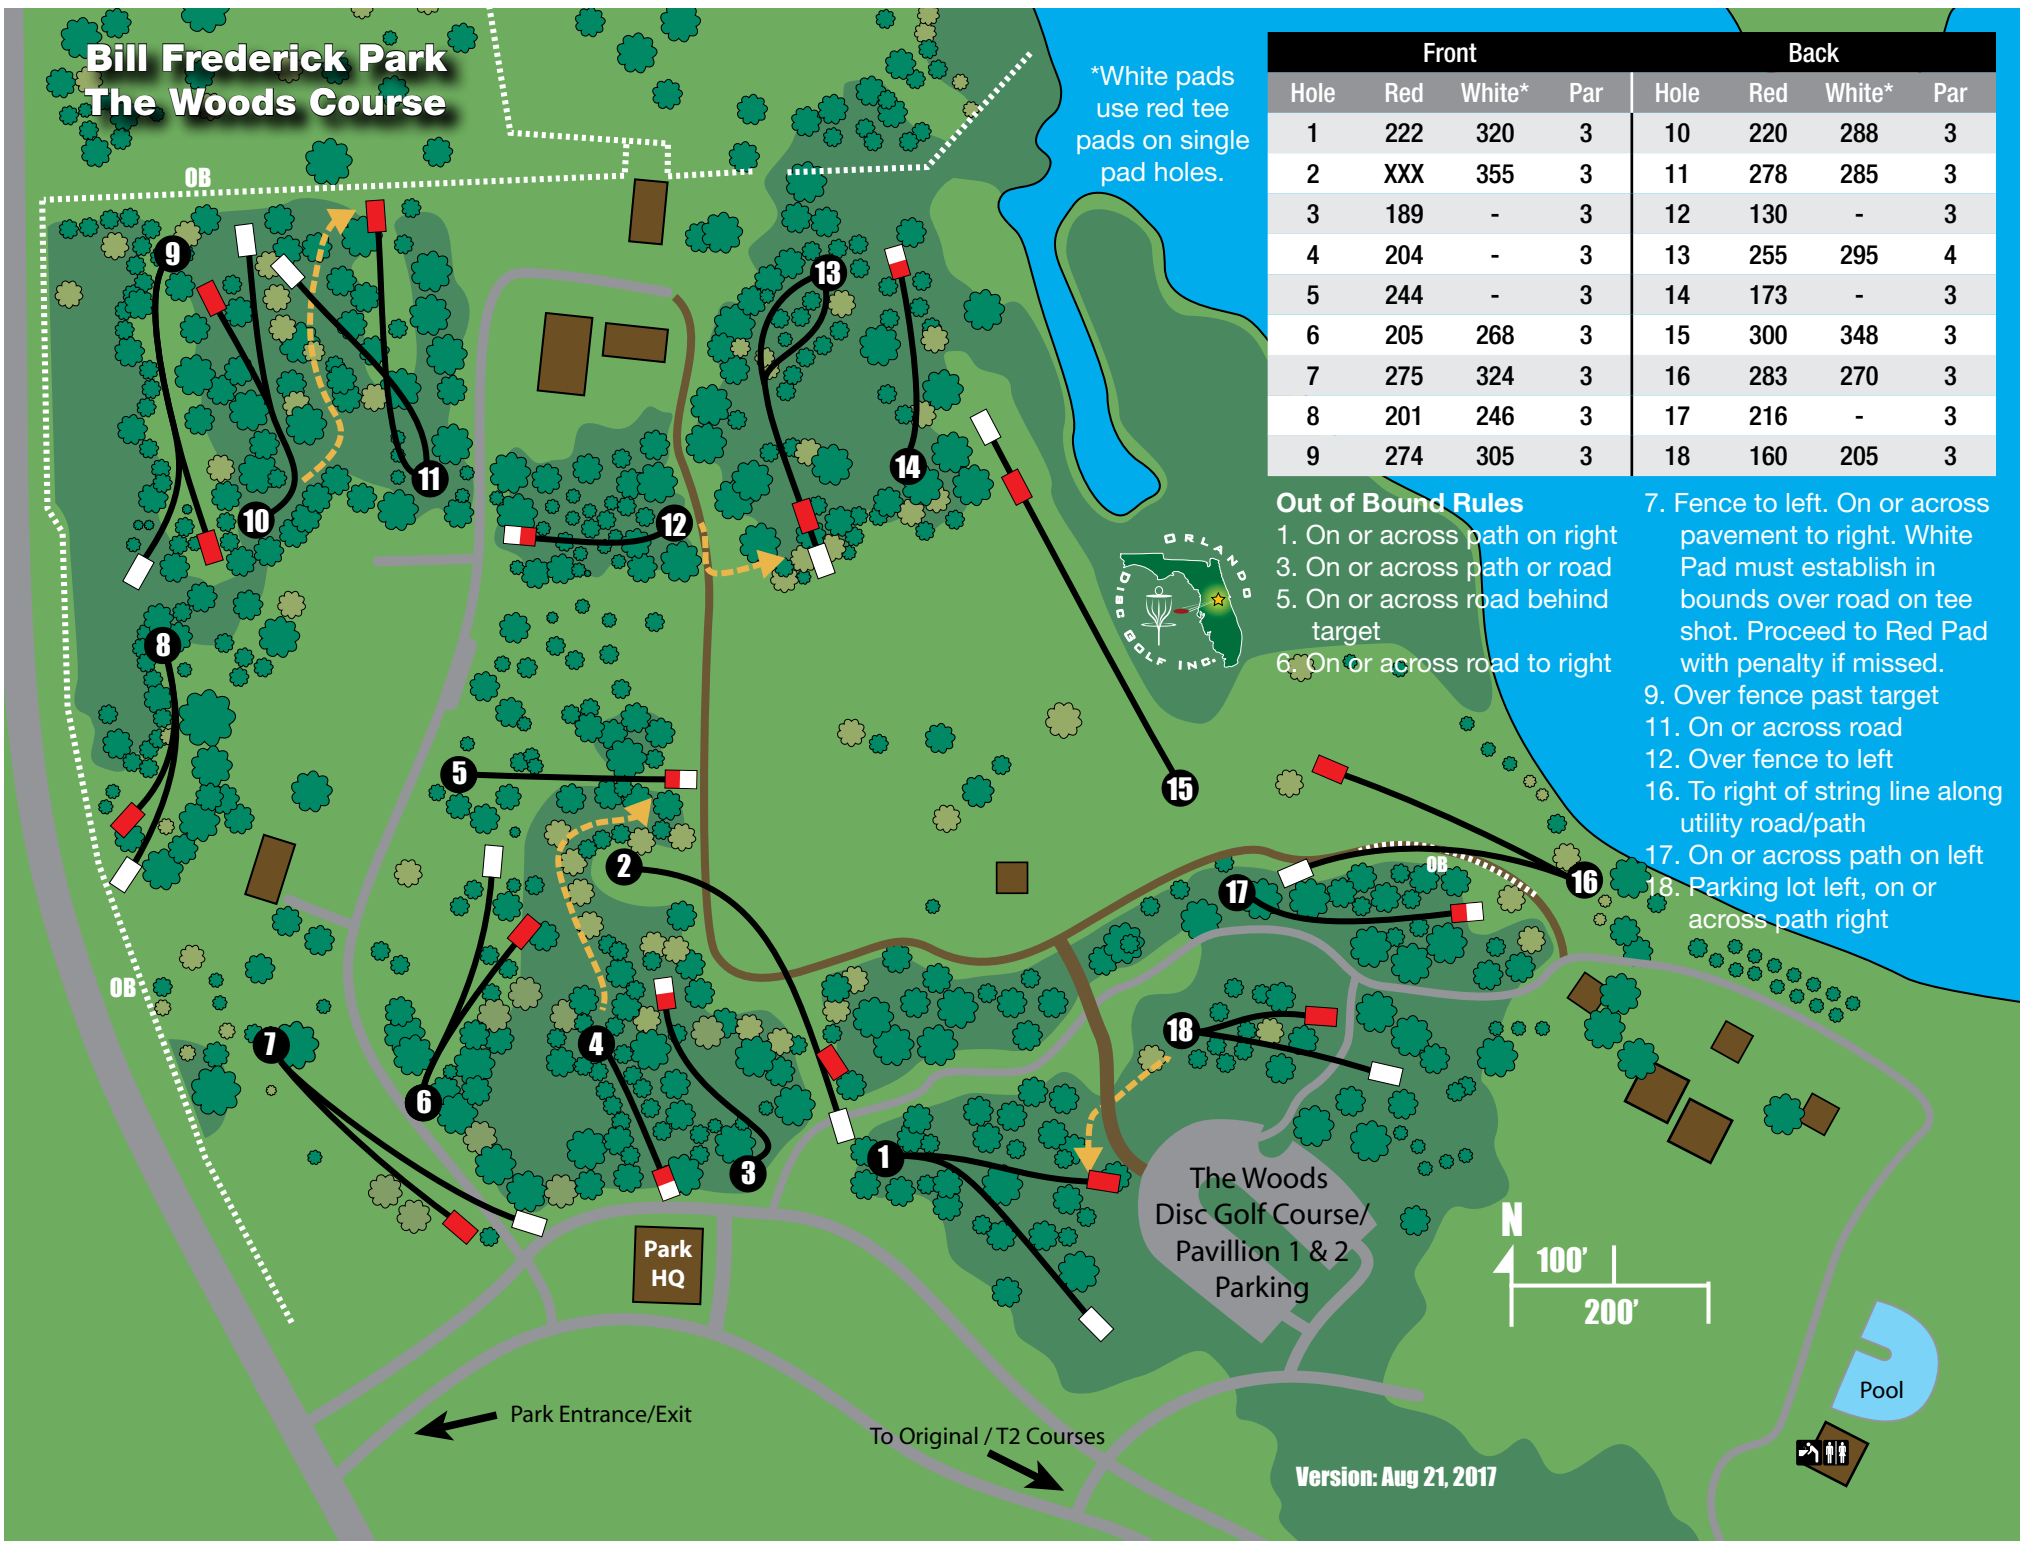 Bill Frederick Park
The Woods Course
*White pads
use red tee
pads on single
pad holes.
Front Back
Hole Red White* Par Hole Red White* Par
1 222 320 3 10 220 288 3
2 XXX 355 3 11 278 285 3
3 189 - 3 12 130 - 3
4 204 - 3 13 255 295 4
5 244 - 3 14 173 - 3
6 205 268 3 15 300 348 3
7 275 324 3 16 283 270 3
8 201 246 3 17 216 - 3
9 274 305 3 18 160 205 3
Out of Bound Rules
1. On or across path on right
3. On or across path or road
5. On or across road behind
target
6. On or across road to right
7. Fence to left. On or across
pavement to right. White
Pad must establish in
bounds over road on tee
shot. Proceed to Red Pad
with penalty if missed.
9. Over fence past target
11. On or across road
12. Over fence to left
16. To right of string line along
utility road/path
17. On or across path on left
18. Parking lot left, on or
across path right
ORLANDO
DISC GOLF INC.
OB
9
13
14
11
10
12
8
5
15
2
OB
16
17
OB
18
7
4
6
1
3
The Woods
Disc Golf Course/
Pavillion 1 & 2
Parking
N
100'
200'
Park
HQ
Pool
Park Entrance/Exit
To Original / T2 Courses
Version: Aug 21, 2017